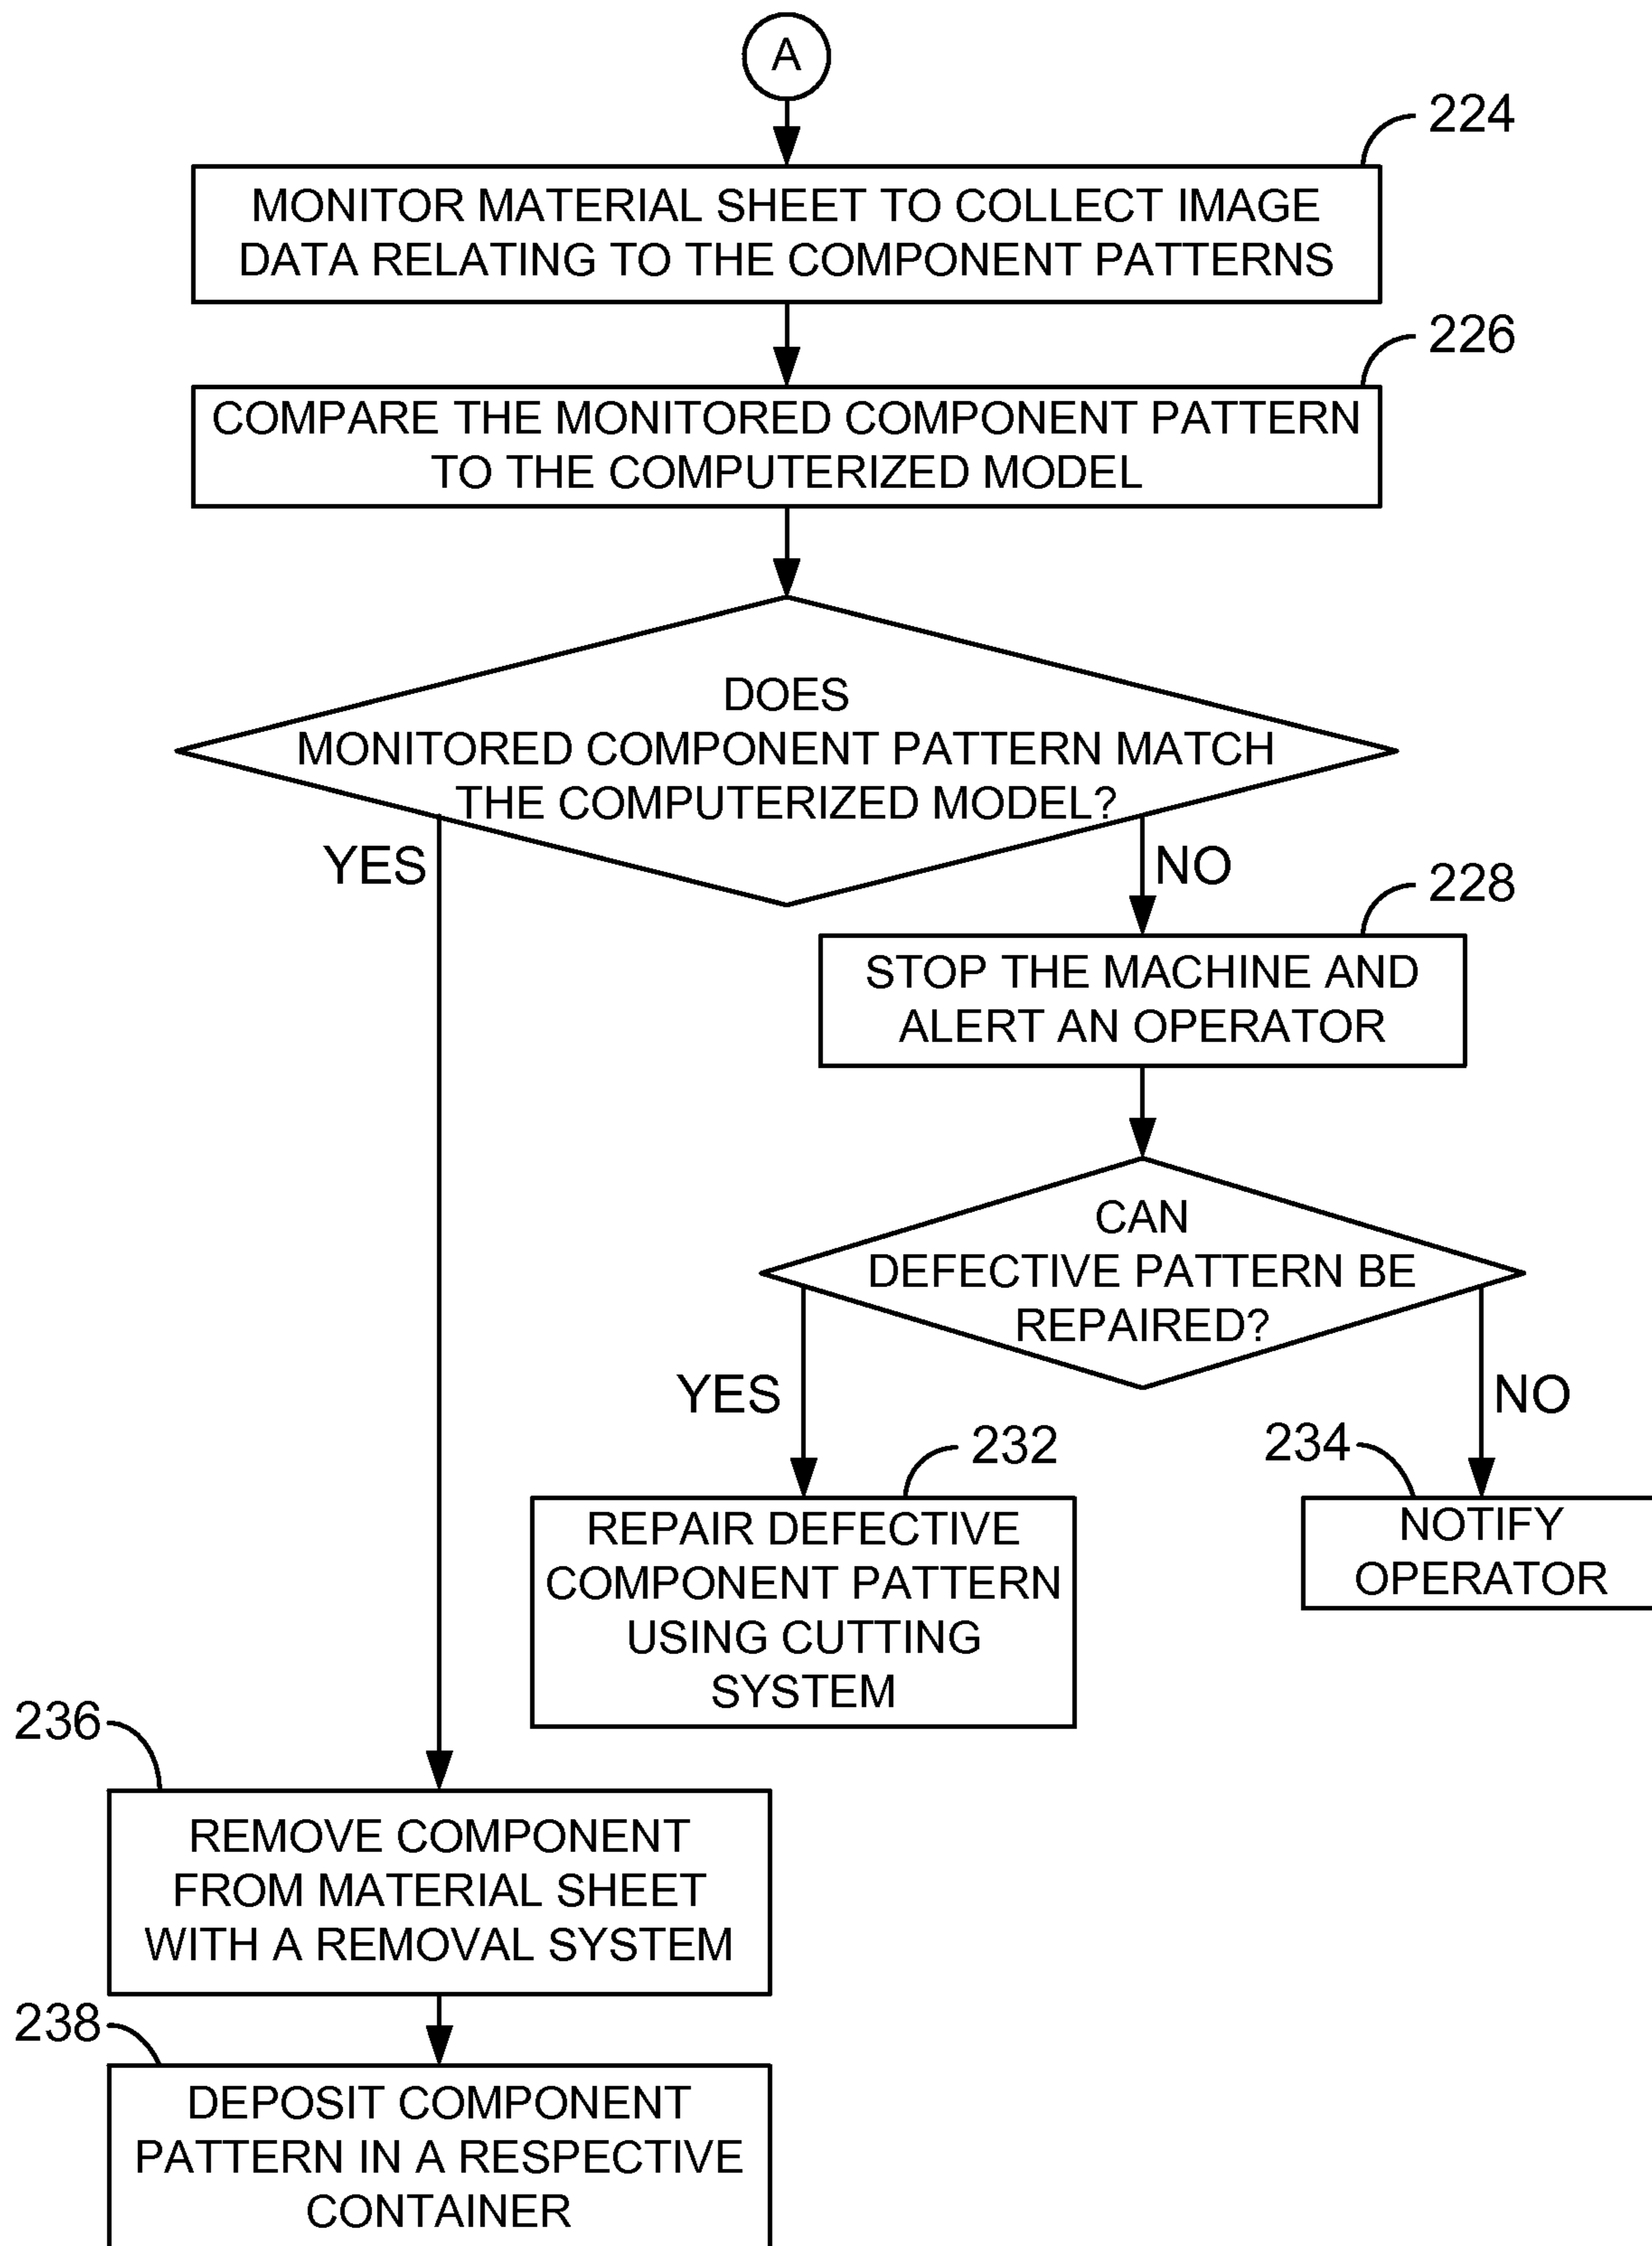 A
224
MONITOR MATERIAL SHEET TO COLLECT IMAGE
DATA RELATING TO THE COMPONENT PATTERNS
226
COMPARE THE MONITORED COMPONENT PATTERN
TO THE COMPUTERIZED MODEL
DOES
MONITORED COMPONENT PATTERN MATCH
THE COMPUTERIZED MODEL?
YES
NO
228
STOP THE MACHINE AND
ALERT AN OPERATOR
CAN
DEFECTIVE PATTERN BE
REPAIRED?
YES
NO
232
REPAIR DEFECTIVE
COMPONENT PATTERN
USING CUTTING
SYSTEM
234
NOTIFY
OPERATOR
236
REMOVE COMPONENT
FROM MATERIAL SHEET
WITH A REMOVAL SYSTEM
238
DEPOSIT COMPONENT
PATTERN IN A RESPECTIVE
CONTAINER